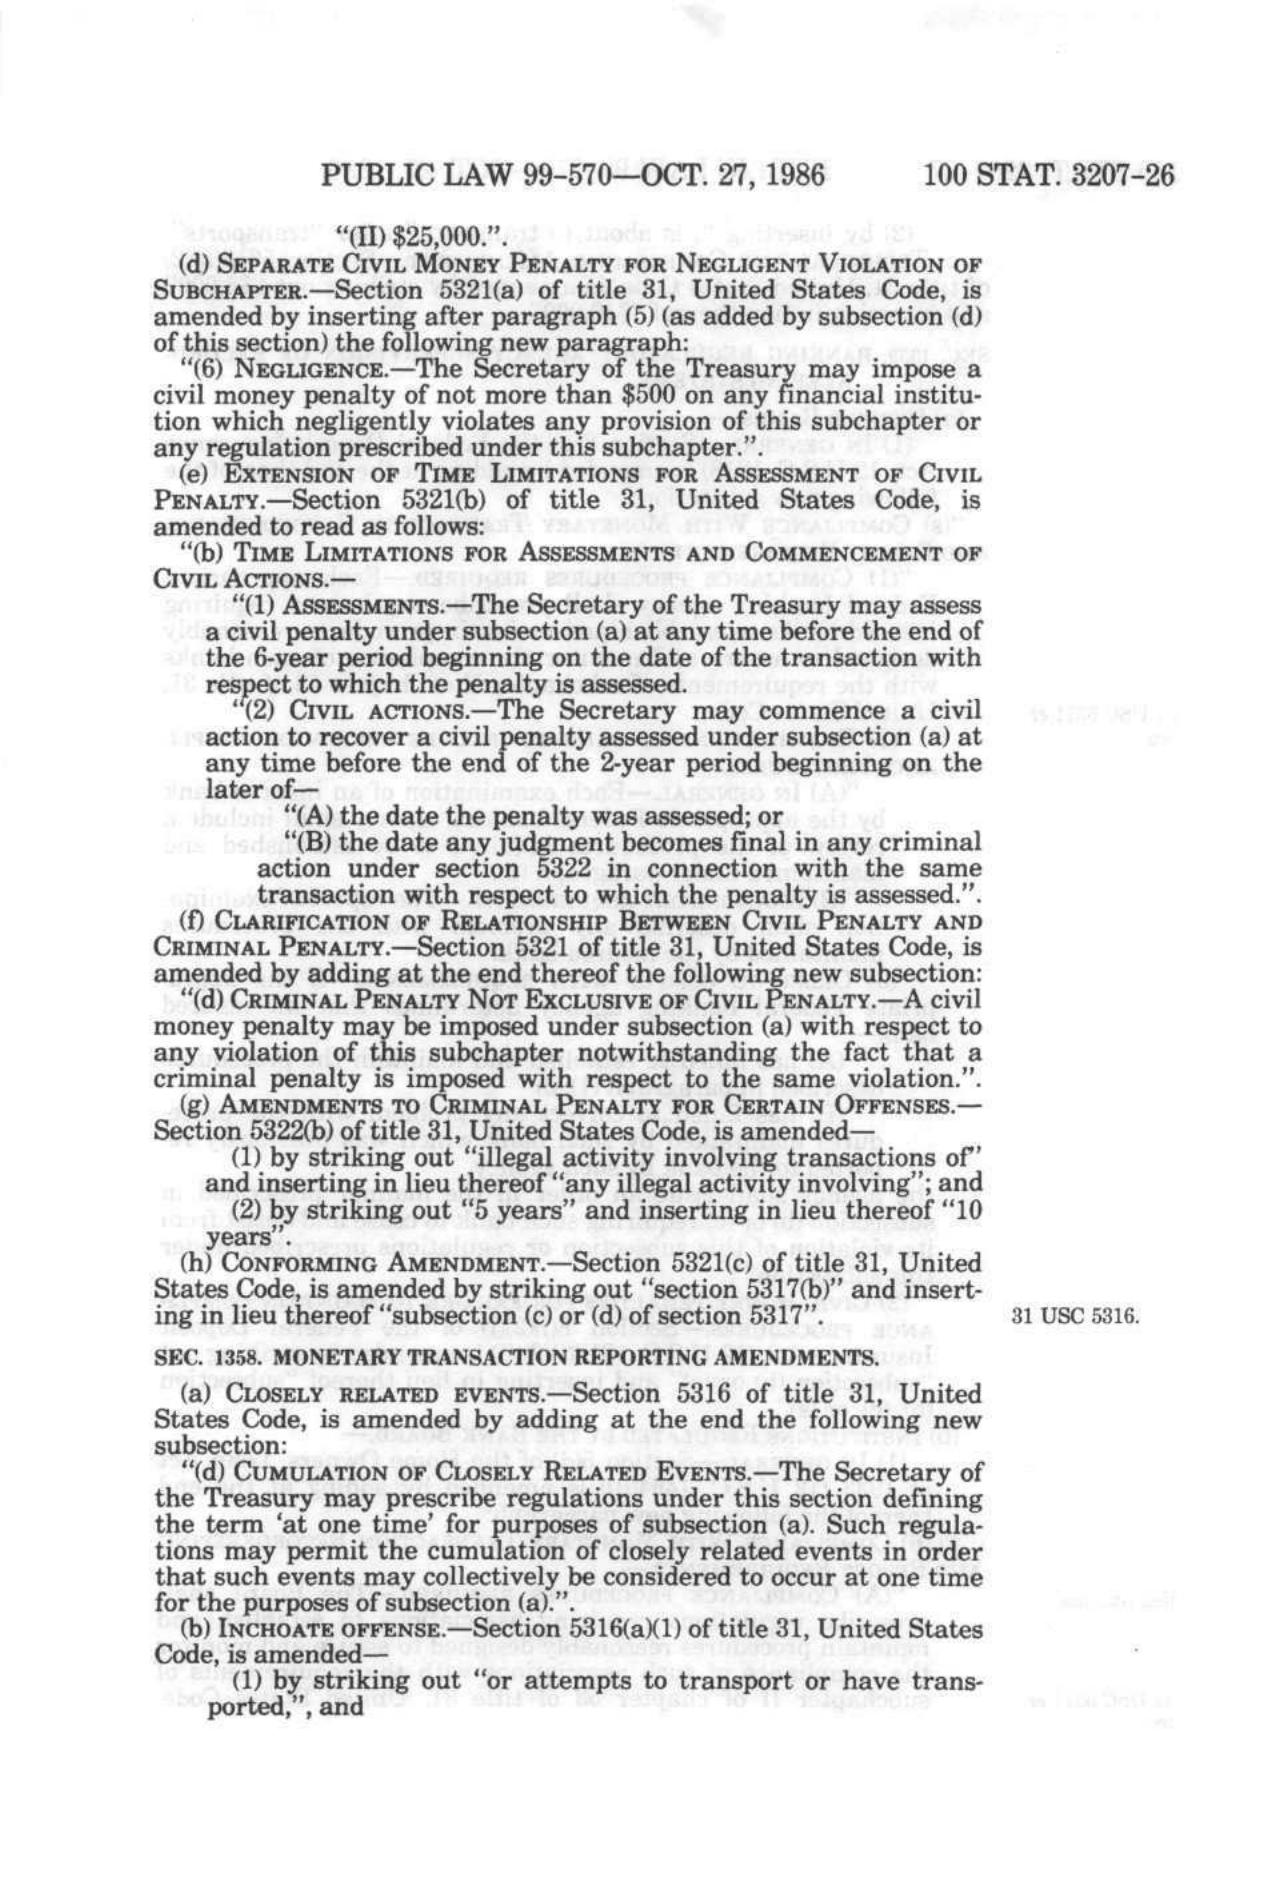 PUBLIC LAW 99-570—OCT. 27, 1986 100 STAT. 3207-26
"(II) $25,000.".
(d) SEPARATE CIVIL MONEY PENALTY FOR NEGLIGENT VIOLATION OF
SUBCHAPTER.—Section 5321(a) of title 31, United States Code, is
amended by inserting after paragraph (5) (as added by subsection (d)
of this section) the following new paragraph:
"(6) NEGLIGENCE.—The Secretary of the Treasury may impose a
civil money penalty of not more than $500 on any financial institu-
tion which negligently violates any provision of this subchapter or
any regulation prescribed under this subchapter.".
(e) EXTENSION OF TIME LIMITATIONS FOR ASSESSMENT OF CIVIL
PENALTY.—Section 5321(b) of title 31, United States Code, is
amended to read as follows:
"(b) TIME LIMITATIONS FOR ASSESSMENTS AND COMMENCEMENT OF
CIVIL ACTIONS.—
"(1) ASSESSMENTS.—The Secretary of the Treasury may assess
a civil penalty under subsection (a) at any time before the end of
the 6-year period beginning on the date of the transaction with
respect to which the penalty is assessed.
"(2) CIVIL ACTIONS.—The Secretary may commence a civil
action to recover a civil penalty assessed under subsection (a) at
any time before the end of the 2-year period beginning on the
later of—
"(A) the date the penalty was assessed; or
"(B) the date any judgment becomes final in any criminal
action under section 5322 in connection with the same
transaction with respect to which the penalty is assessed.".
(f) CLARIFICATION OF RELATIONSHIP BETWEEN CIVIL PENALTY AND
CRIMINAL PENALTY.—Section 5321 of title 31, United States Code, is
amended by adding at the end thereof the following new subsection:
"(d) CRIMINAL PENALTY NOT EXCLUSIVE OF CIVIL PENALTY.—A civil
money penalty may be imposed under subsection (a) with respect to
any violation of this subchapter notwithstanding the fact that a
criminal penalty is imposed with respect to the same violation.".
(g) AMENDMENTS TO CRIMINAL PENALTY FOR CERTAIN OFFENSES.—
Section 5322(b) of title 31, United States Code, is amended—
(1) by striking out "illegal activity involving transactions of"
and inserting in lieu thereof "any illegal activity involving"; and
(2) by striking out "5 years" and inserting in lieu thereof "10
years".
(h) CONFORMING AMENDMENT.—Section 5321(c) of title 31, United
States Code, is amended by striking out "section 5317(b)" and insert-
ing in lieu thereof "subsection (c) or (d) of section 5317".
31 USC 5316.
SEC. 1358. MONETARY TRANSACTION REPORTING AMENDMENTS.
(a) CLOSELY RELATED EVENTS.—Section 5316 of title 31, United
States Code, is amended by adding at the end the following new
subsection:
"(d) CUMULATION OF CLOSELY RELATED EVENTS.—The Secretary of
the Treasury may prescribe regulations under this section defining
the term 'at one time' for purposes of subsection (a). Such regula-
tions may permit the cumulation of closely related events in order
that such events may collectively be considered to occur at one time
for the purposes of subsection (a).".
(b) INCHOATE OFFENSE.—Section 5316(a)(1) of title 31, United States
Code, is amended—
(1) by striking out "or attempts to transport or have trans-
ported,", and